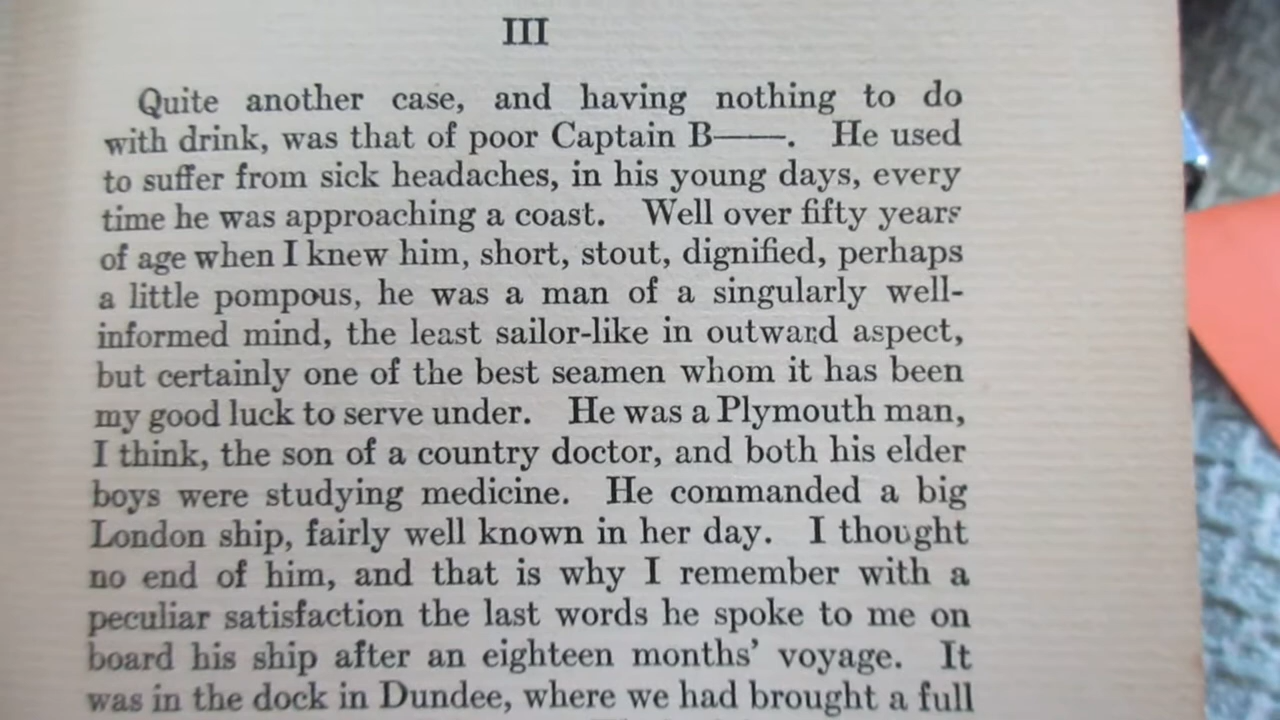 III
Quite another case, and having nothing to do
with drink, was that of poor Captain B——. He used
to suffer from sick headaches, in his young days, every
time he was approaching a coast. Well over fifty years
of age when I knew him, short, stout, dignified, perhaps
a little pompous, he was a man of a singularly well-
informed mind, the least sailor-like in outward aspect,
but certainly one of the best seamen whom it has been
my good luck to serve under. He was a Plymouth man,
I think, the son of a country doctor, and both his elder
boys were studying medicine. He commanded a big
London ship, fairly well known in her day. I thought
no end of him, and that is why I remember with a
peculiar satisfaction the last words he spoke to me on
board his ship after an eighteen months' voyage. It
was in the dock in Dundee, where we had brought a full